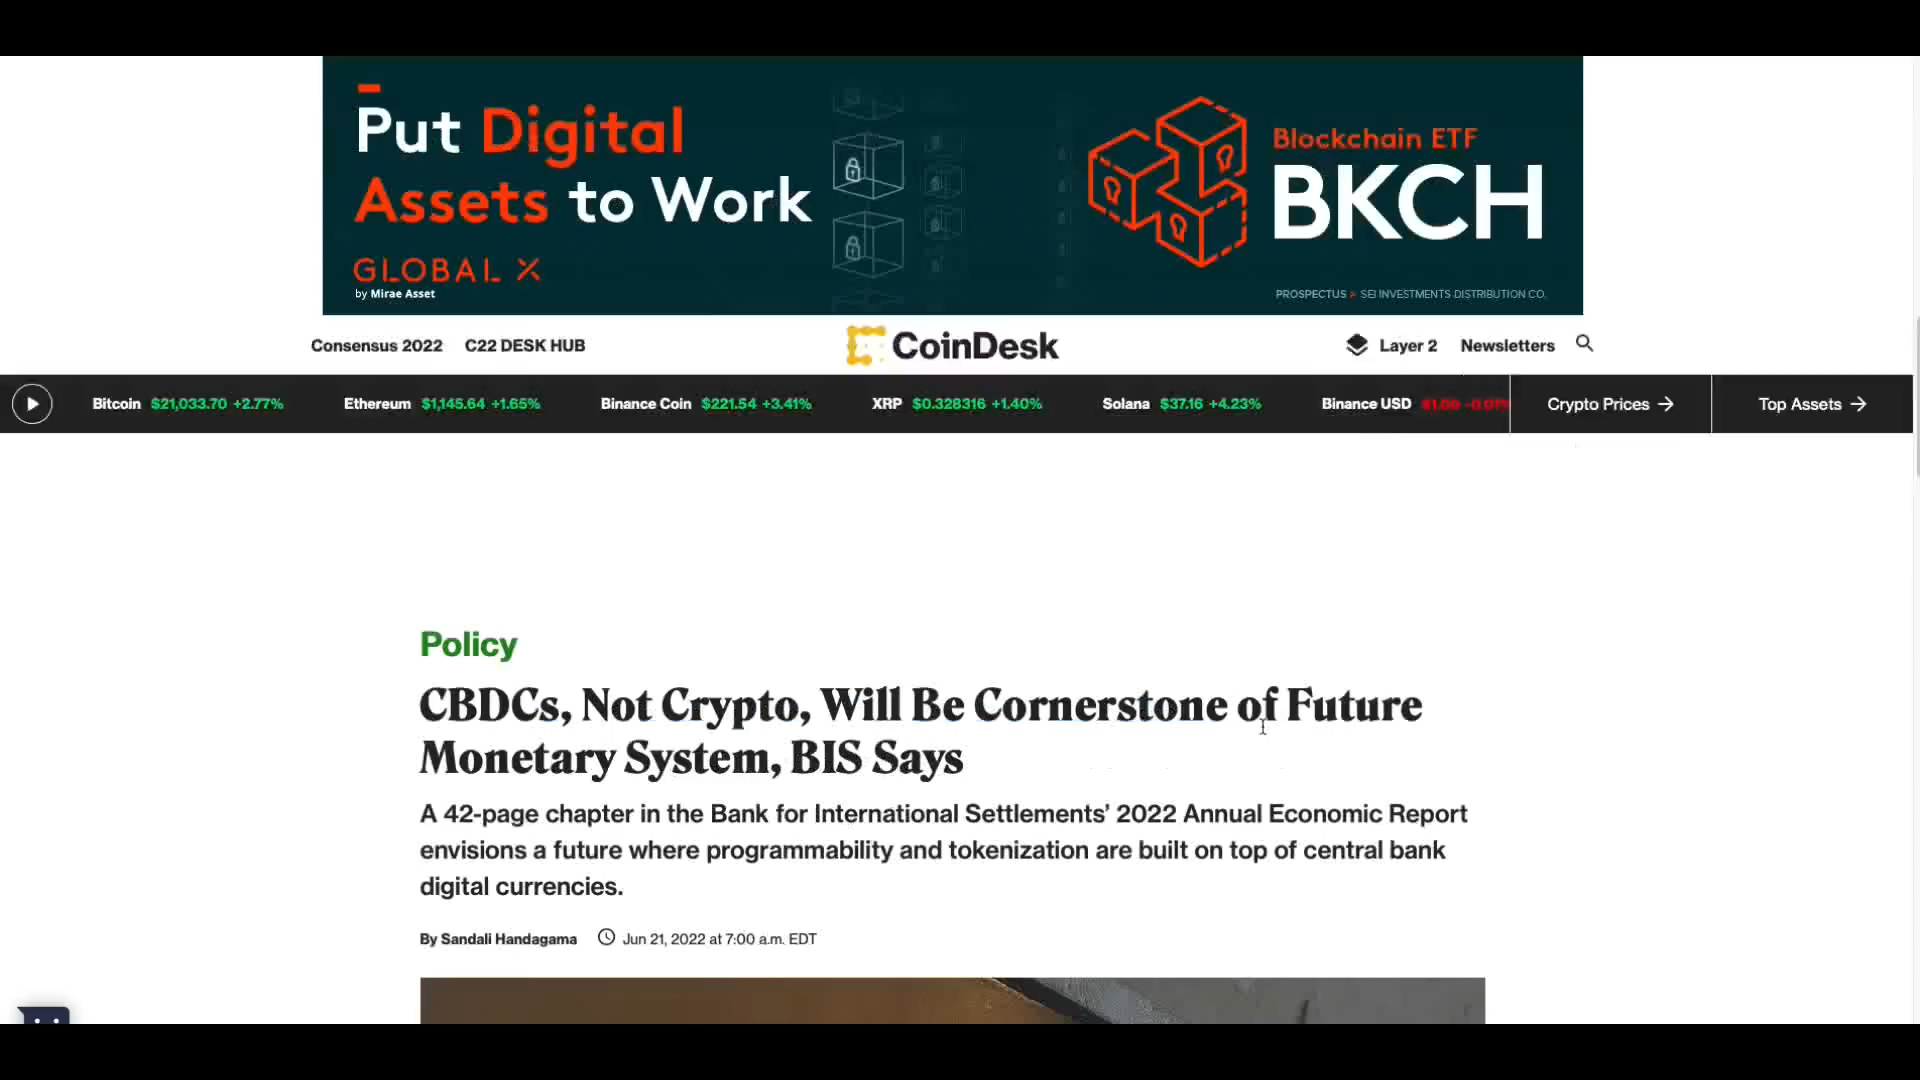 Put Digital
Assets to Work
GLOBAL X
by Mirae Asset
Blockchain ETF
BKCH
PROSPECTUS > SEI INVESTMENTS DISTRIBUTION CO.
Consensus 2022 C22 DESK HUB CoinDesk Layer 2 Newsletters
Bitcoin $21,033.70 +2.77% Ethereum $1,145.64 +1.65% Binance Coin $221.54 +3.41% XRP $0.328316 +1.40% Solana $37.16 +4.23% Binance USD $1.00 -0.01% Crypto Prices → Top Assets →
Policy
CBDCs, Not Crypto, Will Be Cornerstone of Future
Monetary System, BIS Says
A 42-page chapter in the Bank for International Settlements’ 2022 Annual Economic Report
envisions a future where programmability and tokenization are built on top of central bank
digital currencies.
By Sandali Handagama Jun 21, 2022 at 7:00 a.m. EDT